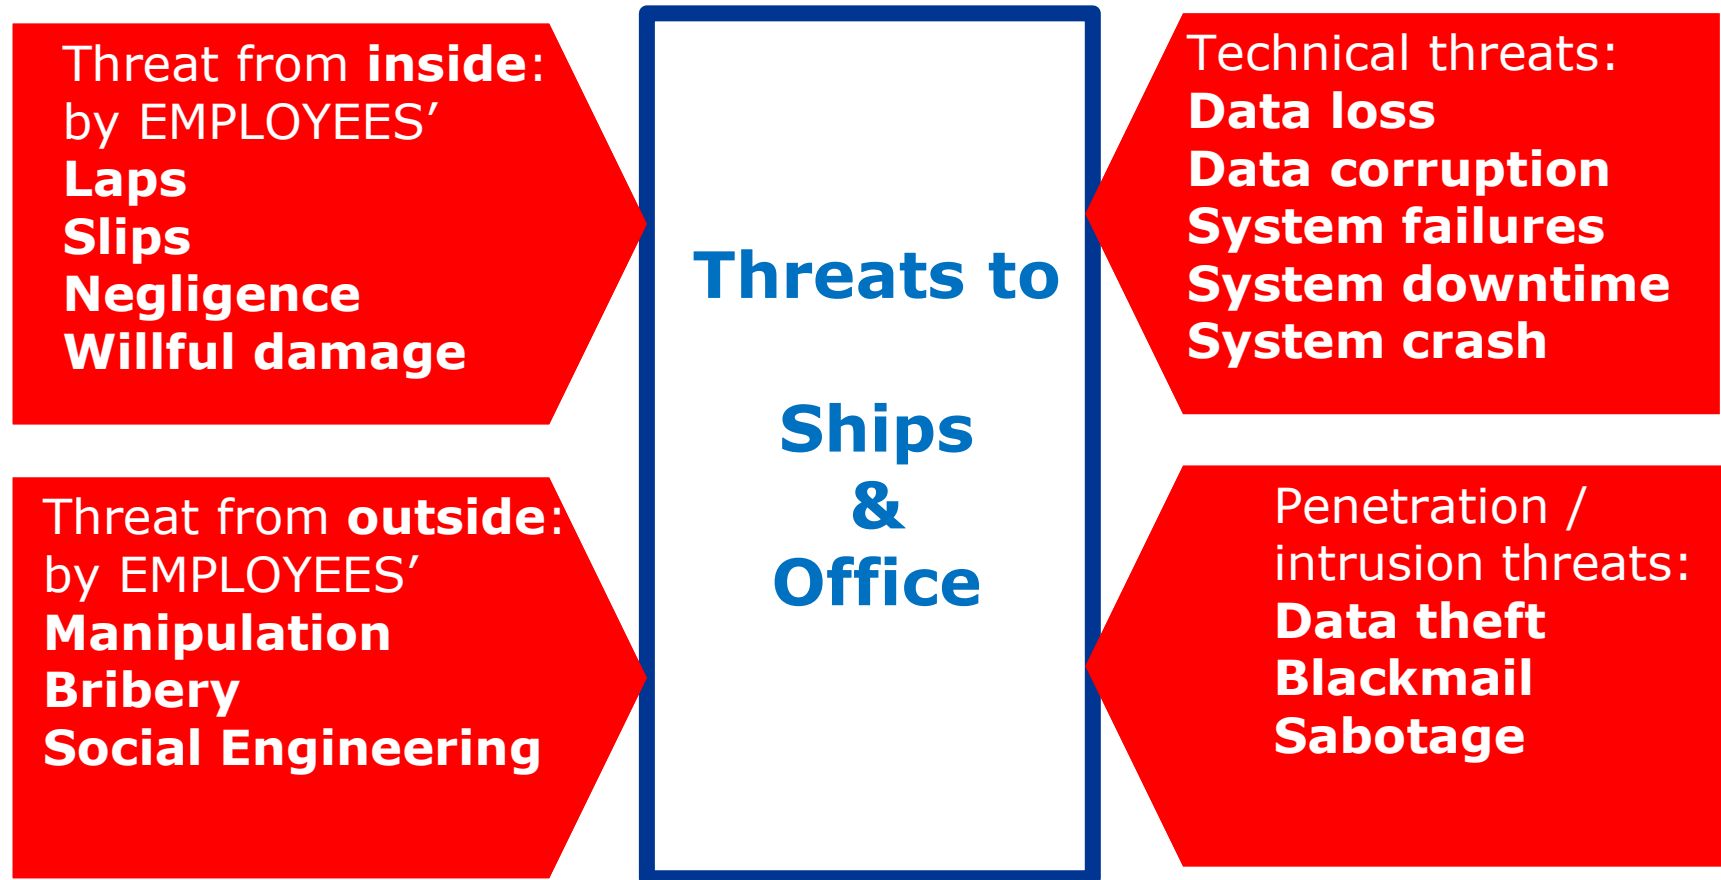 Threat from inside:
by EMPLOYEES’
Laps
Slips
Negligence
Willful damage
Threat from outside:
by EMPLOYEES’
Manipulation
Bribery
Social Engineering
Threats to
Ships
&
Office
Technical threats:
Data loss
Data corruption
System failures
System downtime
System crash
Penetration /
intrusion threats:
Data theft
Blackmail
Sabotage